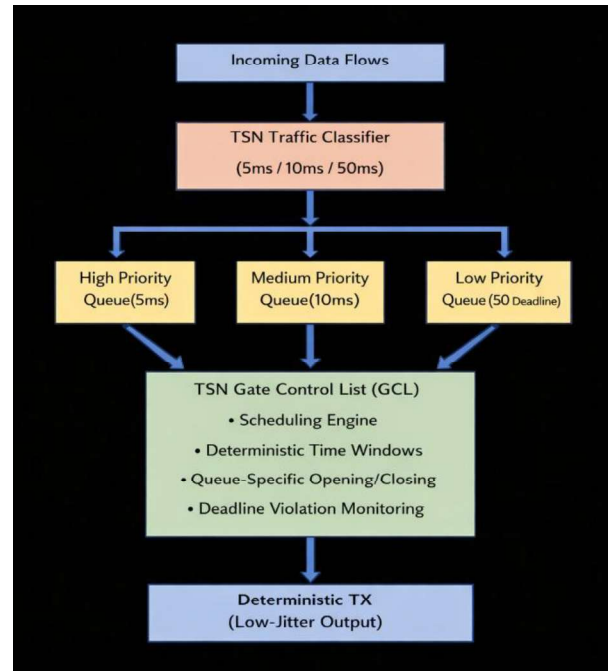 Incoming Data Flows
TSN Traffic Classifier
(5ms / 10ms / 50ms)
High Priority
Queue(5ms)
Medium Priority
Queue(10ms)
Low Priority
Queue (50 Deadline)
TSN Gate Control List (GCL)
• Scheduling Engine
• Deterministic Time Windows
• Queue-Specific Opening/Closing
• Deadline Violation Monitoring
Deterministic TX
(Low-Jitter Output)